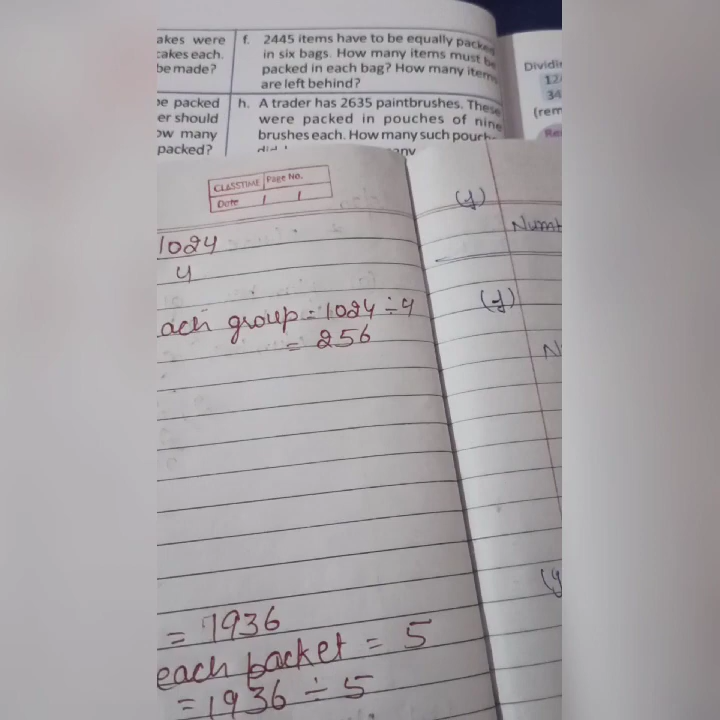 akes were
cakes each.
be made?
f. 2445 items have to be equally packed
in six bags. How many items must be
packed in each bag? How many items
are left behind?
be packed
er should
ow many
packed?
h. A trader has 2635 paintbrushes. These
were packed in pouches of nine
brushes each. How many such pouch
any
Dividi
12
34
(rem
Re
CLASSTIME Page No.
Date / /
1024
4
ach group = 1024 ÷ 4
= 256
= 1936
each packet = 5
= 1936 ÷ 5
Numb
N